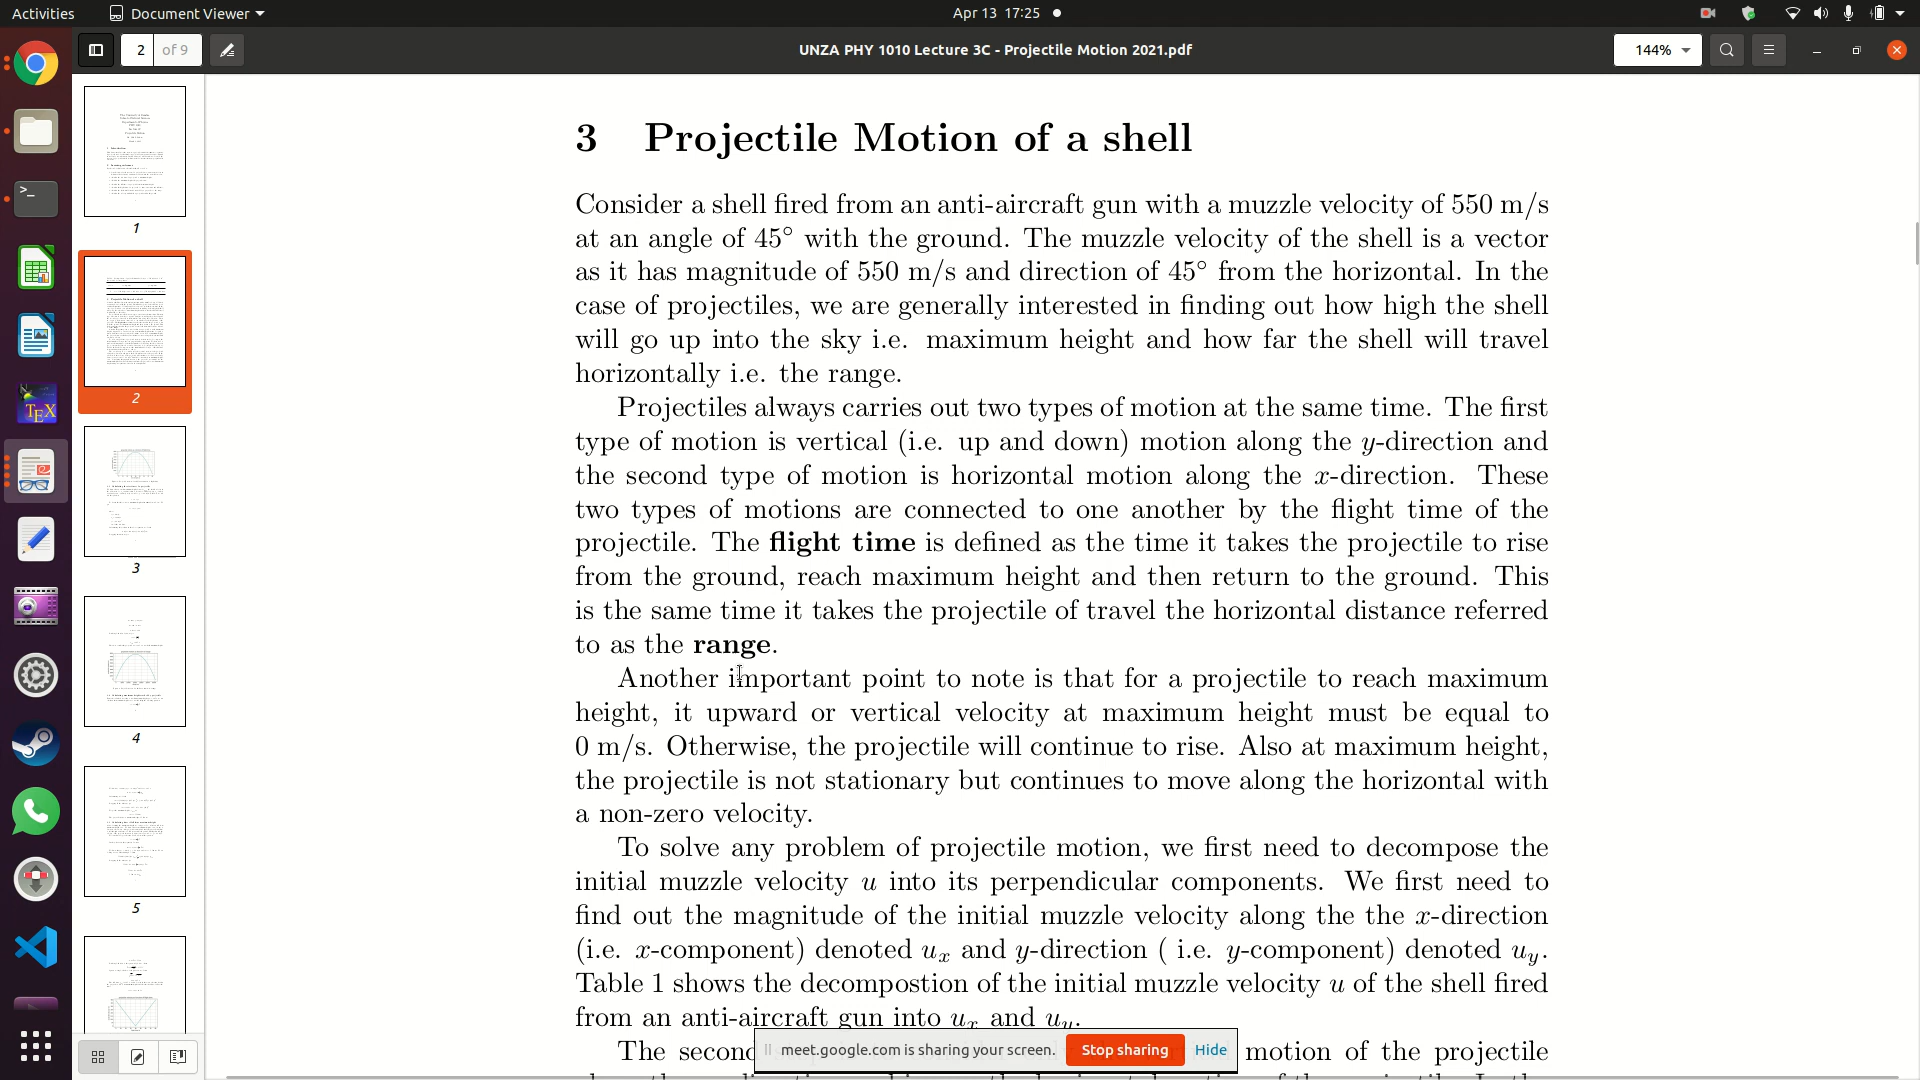 Activities
Document Viewer
Apr 13 17:25
2 of 9
UNZA PHY 1010 Lecture 3C - Projectile Motion 2021.pdf
144%
1
2
3
4
5
3 Projectile Motion of a shell
Consider a shell fired from an anti-aircraft gun with a muzzle velocity of 550 m/s
at an angle of 45° with the ground. The muzzle velocity of the shell is a vector
as it has magnitude of 550 m/s and direction of 45° from the horizontal. In the
case of projectiles, we are generally interested in finding out how high the shell
will go up into the sky i.e. maximum height and how far the shell will travel
horizontally i.e. the range.
Projectiles always carries out two types of motion at the same time. The first
type of motion is vertical (i.e. up and down) motion along the y-direction and
the second type of motion is horizontal motion along the x-direction. These
two types of motions are connected to one another by the flight time of the
projectile. The flight time is defined as the time it takes the projectile to rise
from the ground, reach maximum height and then return to the ground. This
is the same time it takes the projectile of travel the horizontal distance referred
to as the range.
Another important point to note is that for a projectile to reach maximum
height, it upward or vertical velocity at maximum height must be equal to
0 m/s. Otherwise, the projectile will continue to rise. Also at maximum height,
the projectile is not stationary but continues to move along the horizontal with
a non-zero velocity.
To solve any problem of projectile motion, we first need to decompose the
initial muzzle velocity u into its perpendicular components. We first need to
find out the magnitude of the initial muzzle velocity along the the x-direction
(i.e. x-component) denoted uₓ and y-direction ( i.e. y-component) denoted u_y.
Table 1 shows the decompostion of the initial muzzle velocity u of the shell fired
from an anti-aircraft gun into uₓ and u_y.
The second motion of the projectile
meet.google.com is sharing your screen. Stop sharing Hide